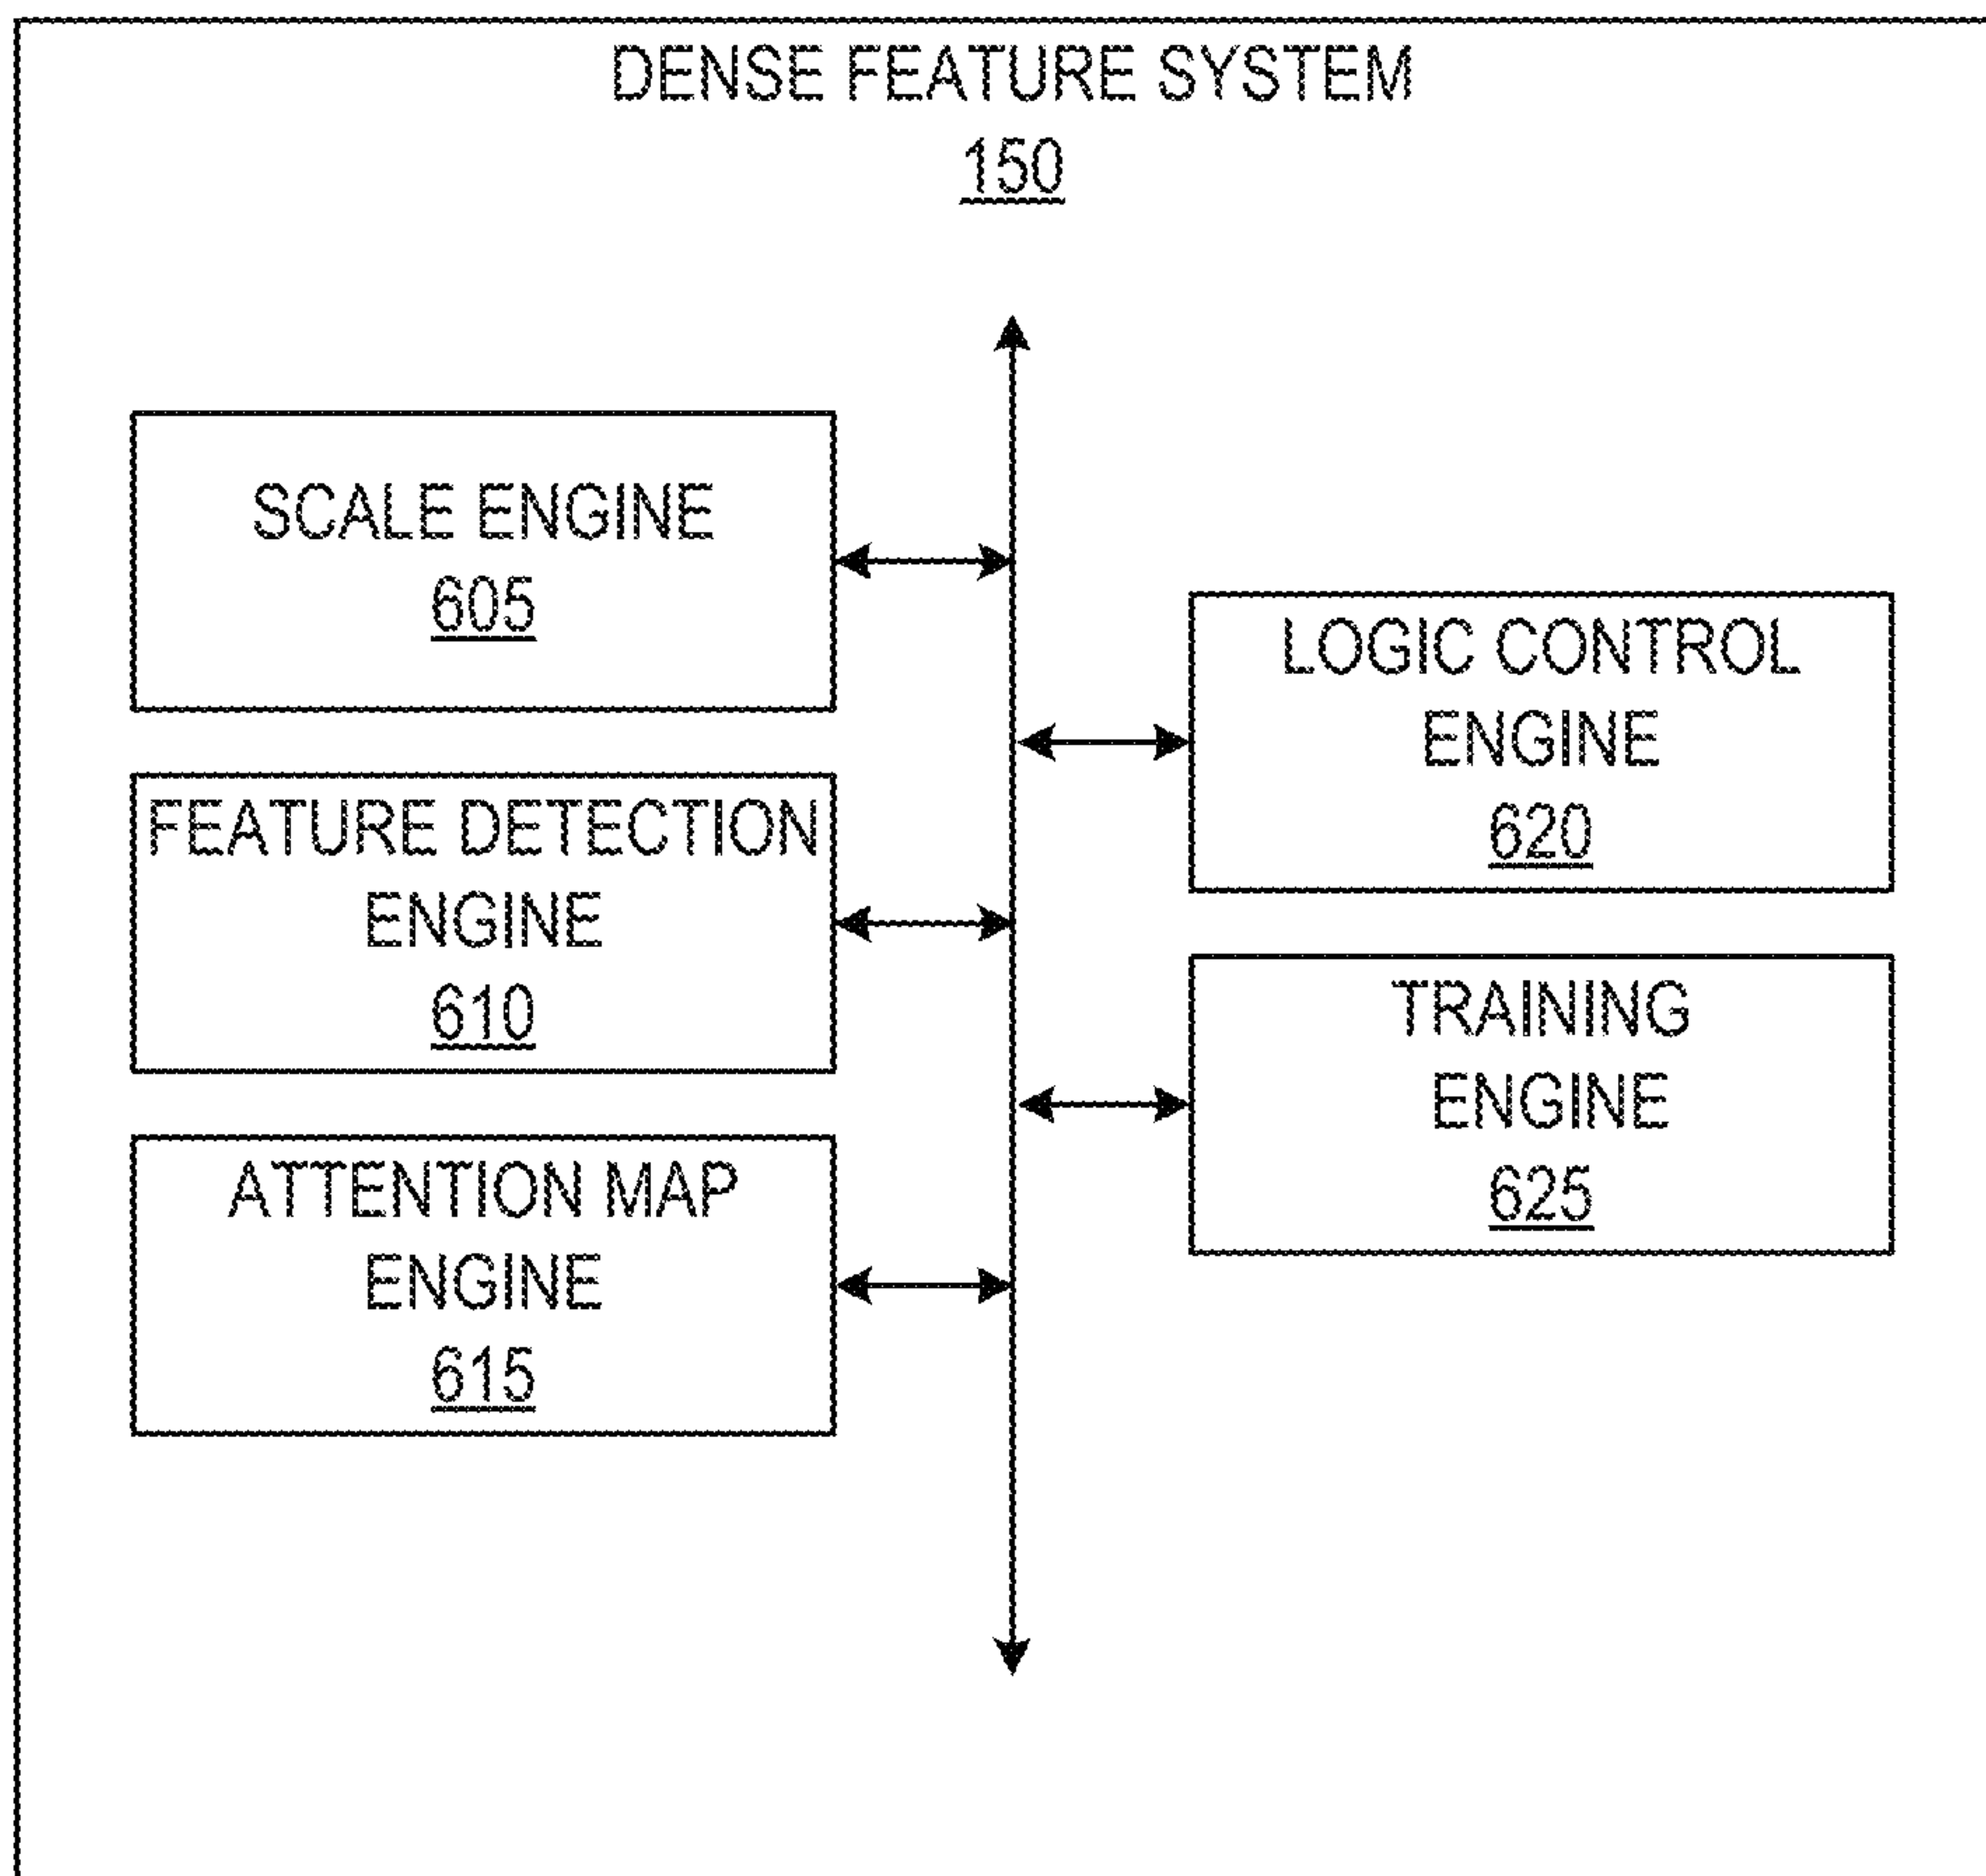 DENSE FEATURE SYSTEM
150
SCALE ENGINE
605
FEATURE DETECTION
ENGINE
610
ATTENTION MAP
ENGINE
615
LOGIC CONTROL
ENGINE
620
TRAINING
ENGINE
625